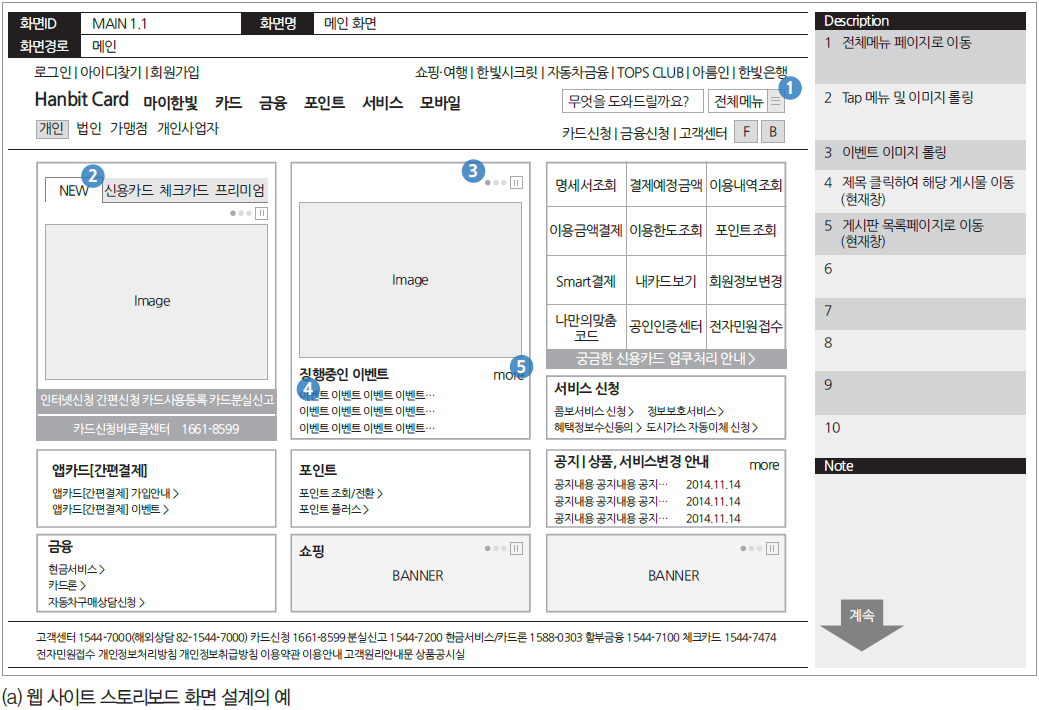 화면ID MAIN 1.1 화면명 메인 화면
화면경로 메인
로그인 | 아이디찾기 | 회원가입
쇼핑·여행 | 한빛시크릿 | 자동차금융 | TOPS CLUB | 아름인 | 한빛은행
Hanbit Card 마이한빛 카드 금융 포인트 서비스 모바일
무엇을 도와드릴까요? 전체메뉴 1
개인 법인 가맹점 개인사업자
카드신청 | 금융신청 | 고객센터 F B
2
NEW 신용카드 체크카드 프리미엄
Image
인터넷신청 간편신청 카드사용등록 카드분실신고
카드신청바로콜센터 1661-8599
3
Image
진행중인 이벤트 more 5
4
이벤트 이벤트 이벤트 이벤트…
이벤트 이벤트 이벤트 이벤트…
이벤트 이벤트 이벤트 이벤트…
명세서조회 결제예정금액 이용내역조회
이용금액결제 이용한도조회 포인트조회
Smart결제 내카드보기 회원정보변경
나만의맞춤
코드
공인인증센터 전자민원접수
궁금한 신용카드 업쿠처리 안내 >
서비스 신청
콤보서비스 신청 > 정보보호서비스 >
혜택정보수신동의 > 도시가스 자동이체 신청 >
앱카드[간편결제]
앱카드[간편결제] 가입안내 >
앱카드[간편결제] 이벤트 >
포인트
포인트 조회/전환 >
포인트 플러스 >
공지 | 상품, 서비스변경 안내 more
공지내용 공지내용 공지… 2014.11.14
공지내용 공지내용 공지… 2014.11.14
공지내용 공지내용 공지… 2014.11.14
금융
현금서비스 >
카드론 >
자동차구매상담신청 >
쇼핑
BANNER
BANNER
고객센터 1544-7000(해외상담 82-1544-7000) 카드신청 1661-8599 분실신고 1544-7200 현금서비스/카드론 1588-0303 할부금융 1544-7100 체크카드 1544-7474
전자민원접수 개인정보처리방침 개인정보취급방침 이용약관 이용안내 고객원리안내문 상품공시실
Description
1 전체메뉴 페이지로 이동
2 Tap 메뉴 및 이미지 롤링
3 이벤트 이미지 롤링
4 제목 클릭하여 해당 게시물 이동
(현재창)
5 게시판 목록페이지로 이동
(현재창)
6
7
8
9
10
Note
계속
(a) 웹 사이트 스토리보드 화면 설계의 예